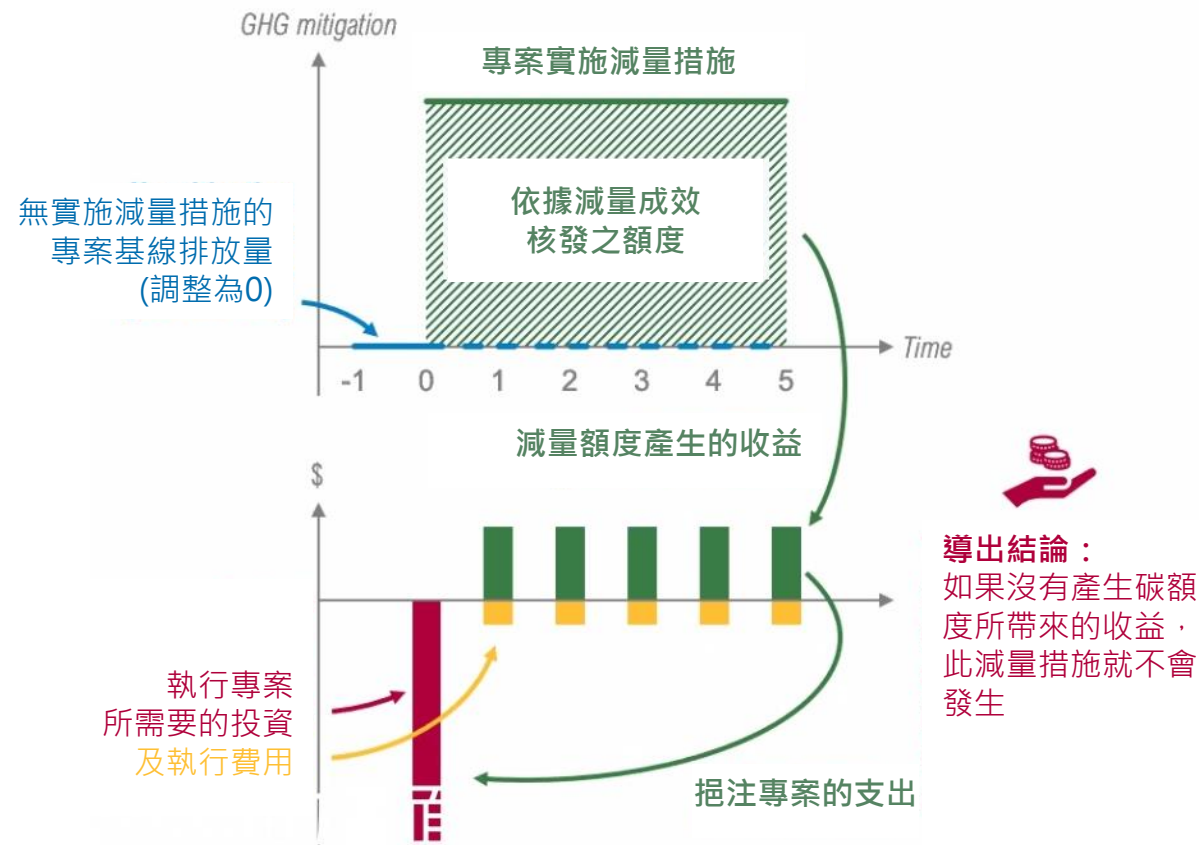 GHG mitigation
專案實施減量措施
依據減量成效
核發之額度
無實施減量措施的
專案基線排放量
(調整為0)
Time
-1 0 1 2 3 4 5
減量額度產生的收益
$
導出結論：
如果沒有產生碳額
度所帶來的收益，
此減量措施就不會
發生
執行專案
所需要的投資
及執行費用
挹注專案的支出